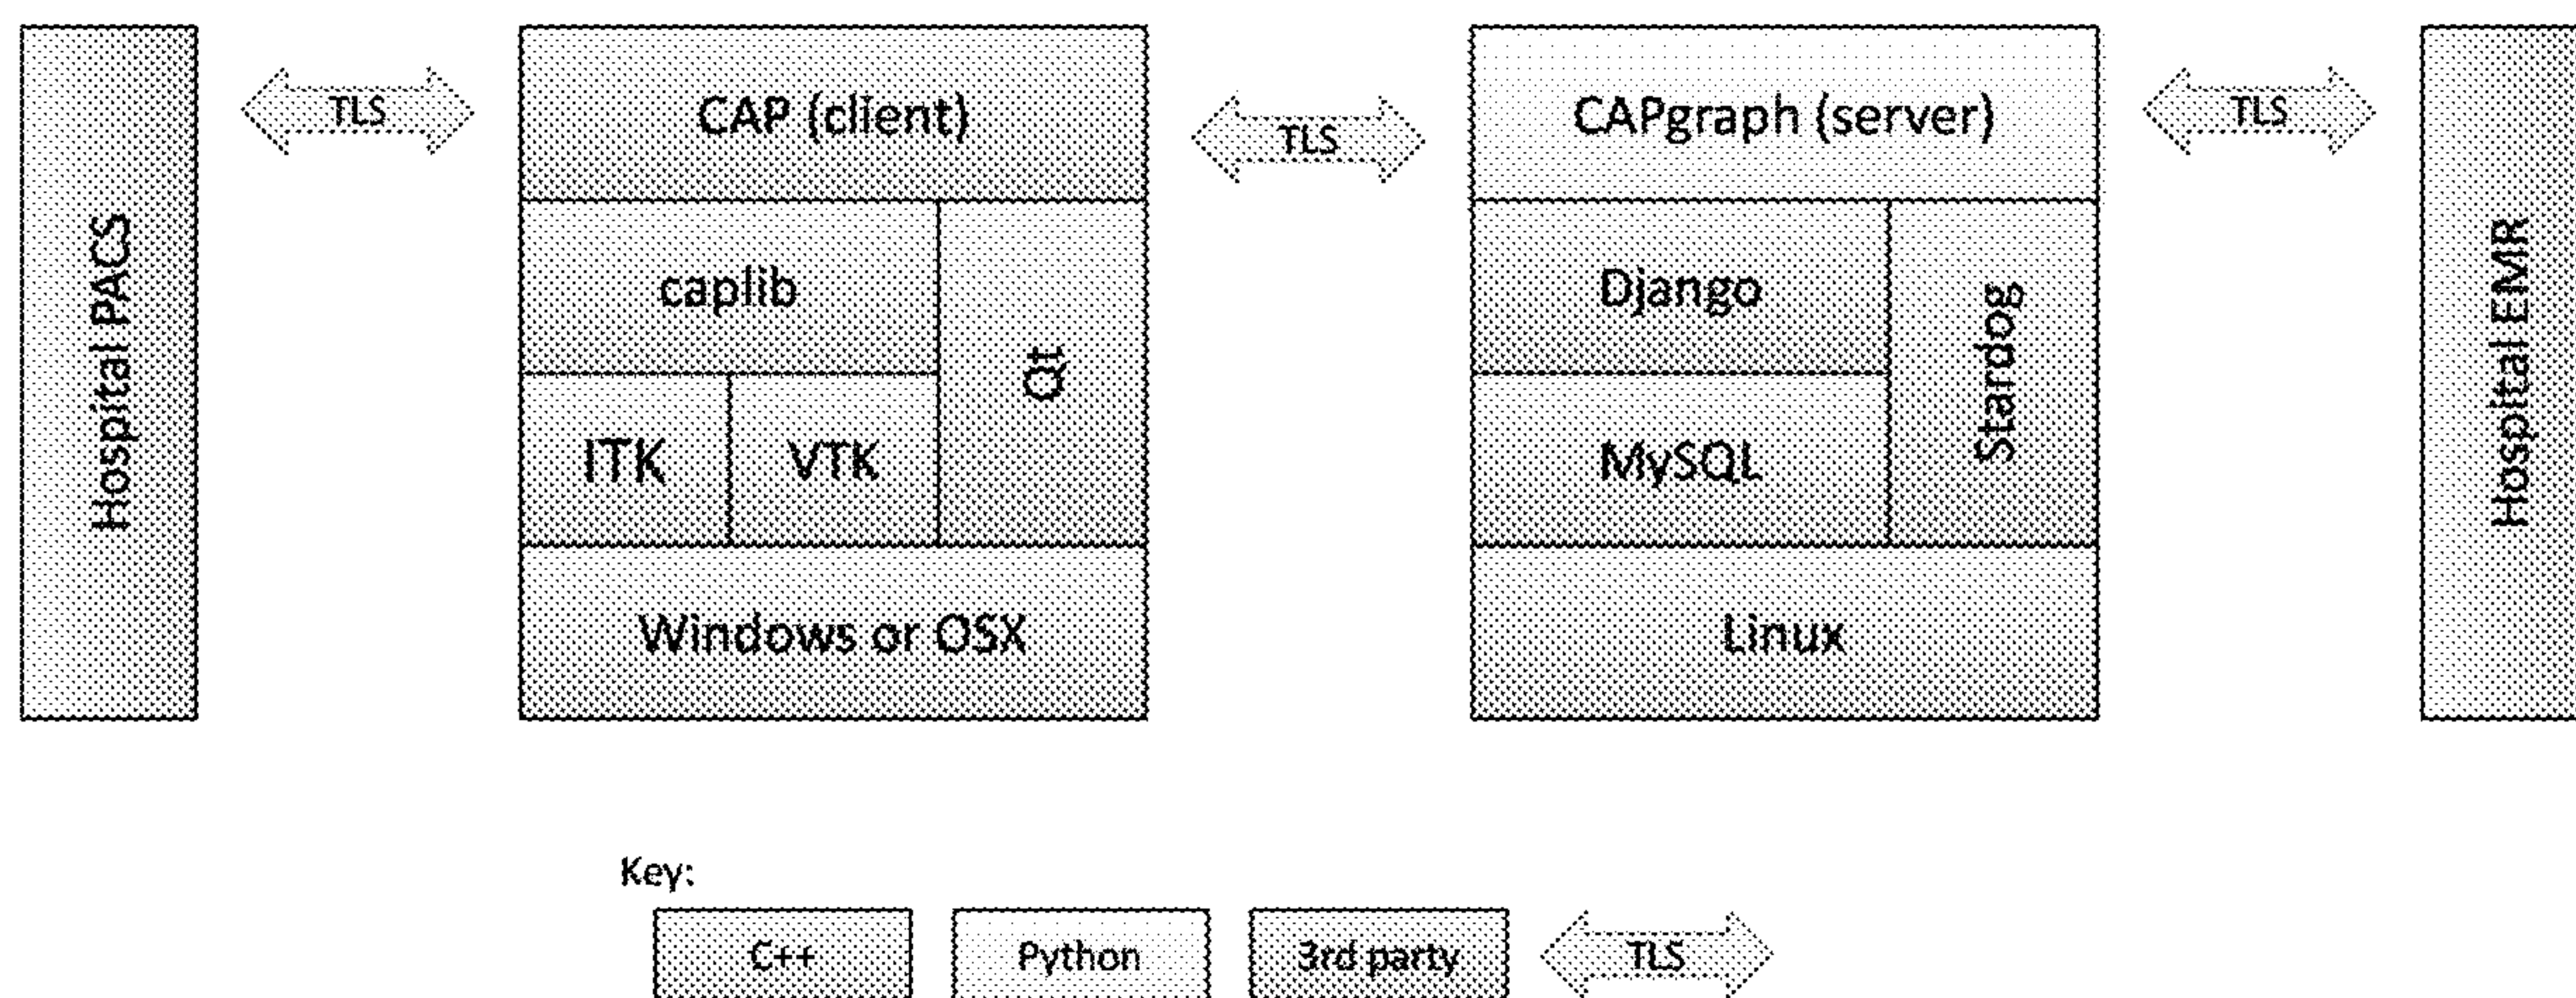 Hospital PACS
TLS
CAP (client)
caplib
Qt
ITK
VTK
Windows or OSX
TLS
CAPgraph (server)
Django
Stardog
MySQL
Linux
TLS
Hospital EMR
Key:
C++
Python
3rd party
TLS